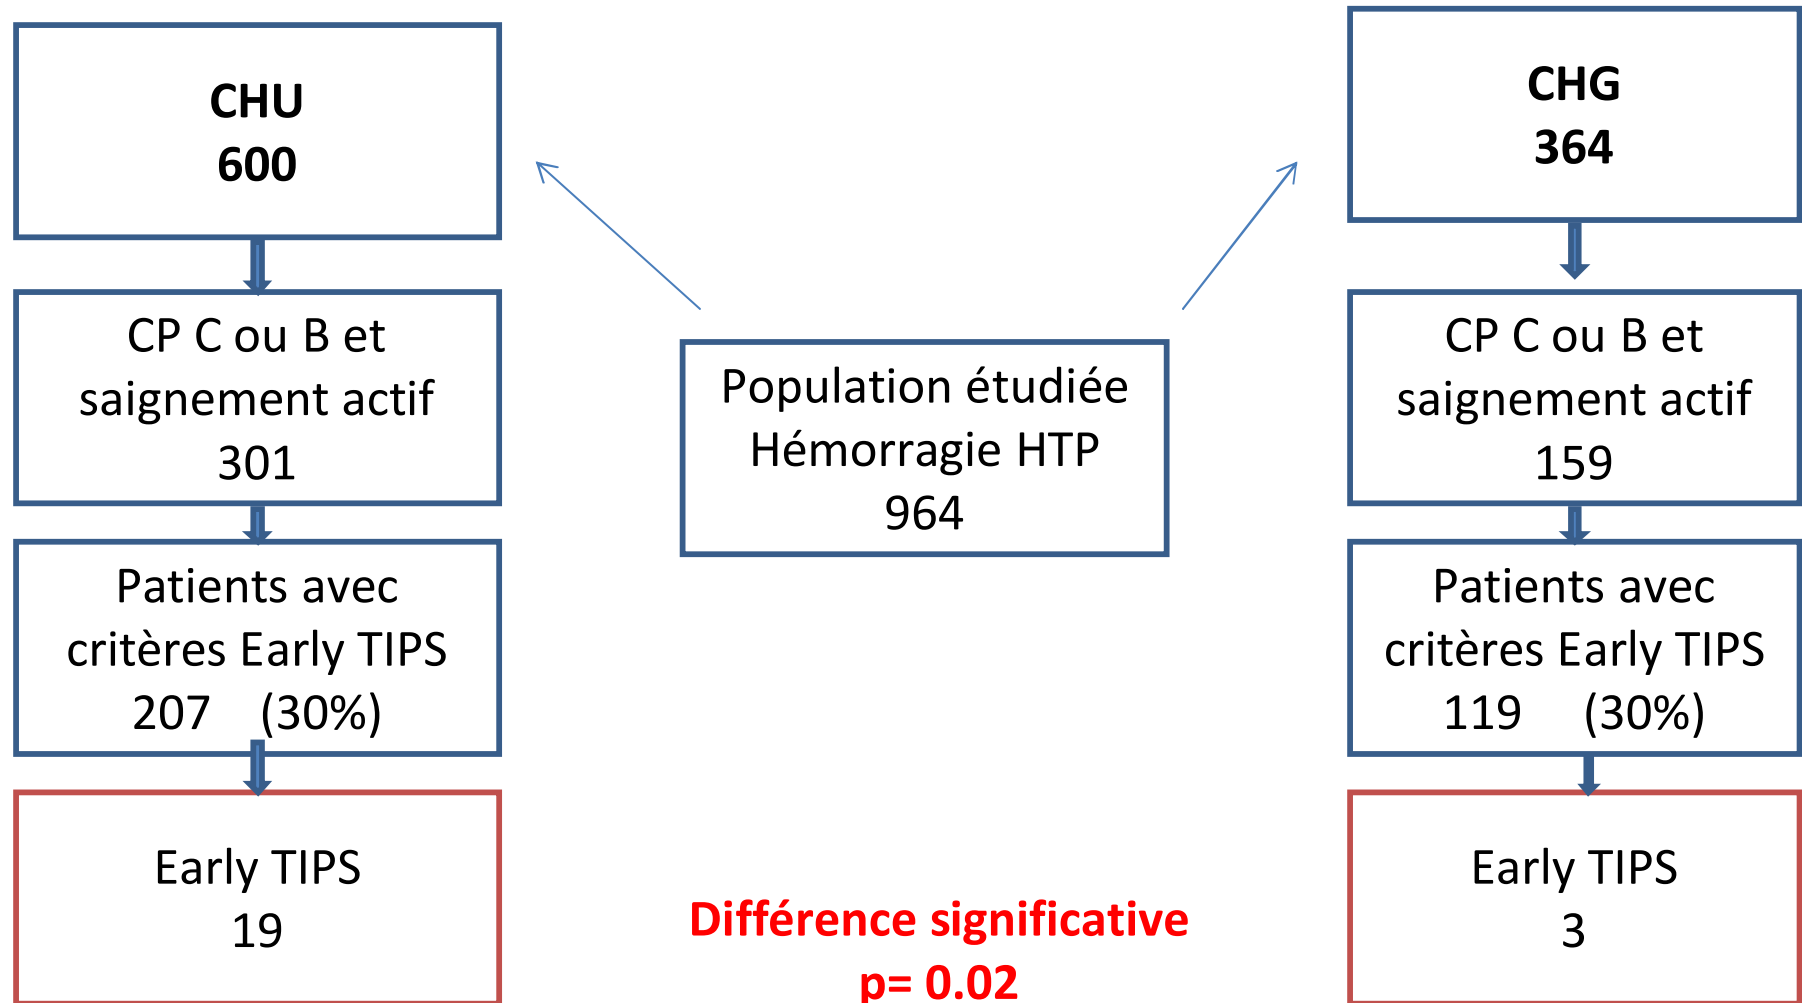 CHU
600
CP C ou B et
saignement actif
301
Patients avec
critères Early TIPS
207 (30%)
Early TIPS
19
Population étudiée
Hémorragie HTP
964
Différence significative
p= 0.02
CHG
364
CP C ou B et
saignement actif
159
Patients avec
critères Early TIPS
119 (30%)
Early TIPS
3